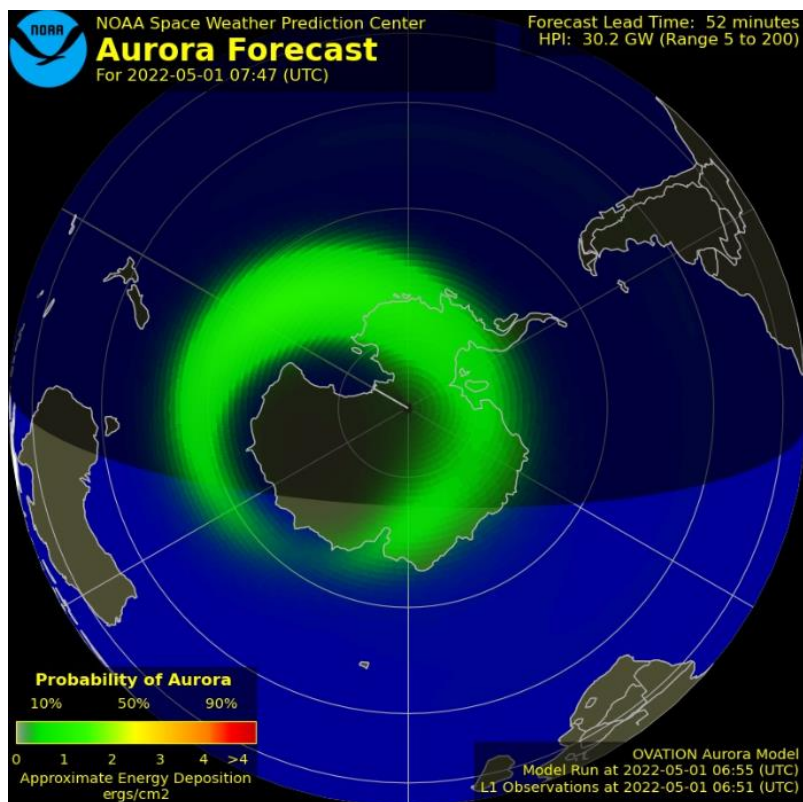 NOAA
NOAA Space Weather Prediction Center
Aurora Forecast
For 2022-05-01 07:47 (UTC)
Forecast Lead Time: 52 minutes
HPI: 30.2 GW (Range 5 to 200)
Probability of Aurora
10% 50% 90%
0 1 2 3 4 >4
Approximate Energy Deposition
ergs/cm2
OVATION Aurora Model
Model Run at 2022-05-01 06:55 (UTC)
L1 Observations at 2022-05-01 06:51 (UTC)